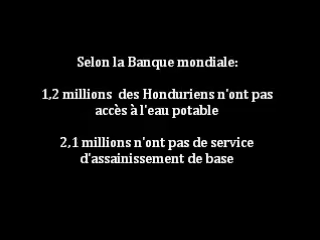 Selon la Banque mondiale:
1,2 millions des Honduriens n'ont pas
accès à l'eau potable
2,1 millions n'ont pas de service
d'assainissement de base